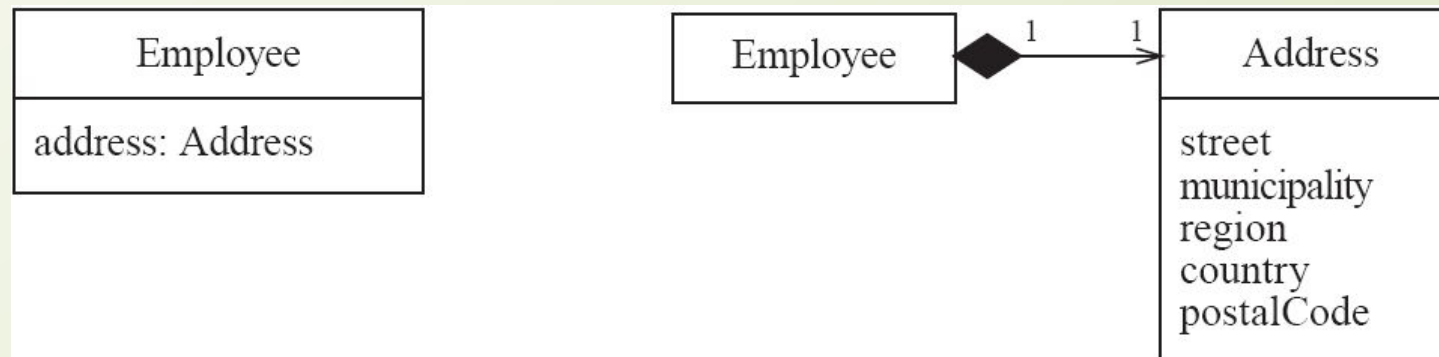 Employee
address: Address
Employee
1
1
Address
street
municipality
region
country
postalCode